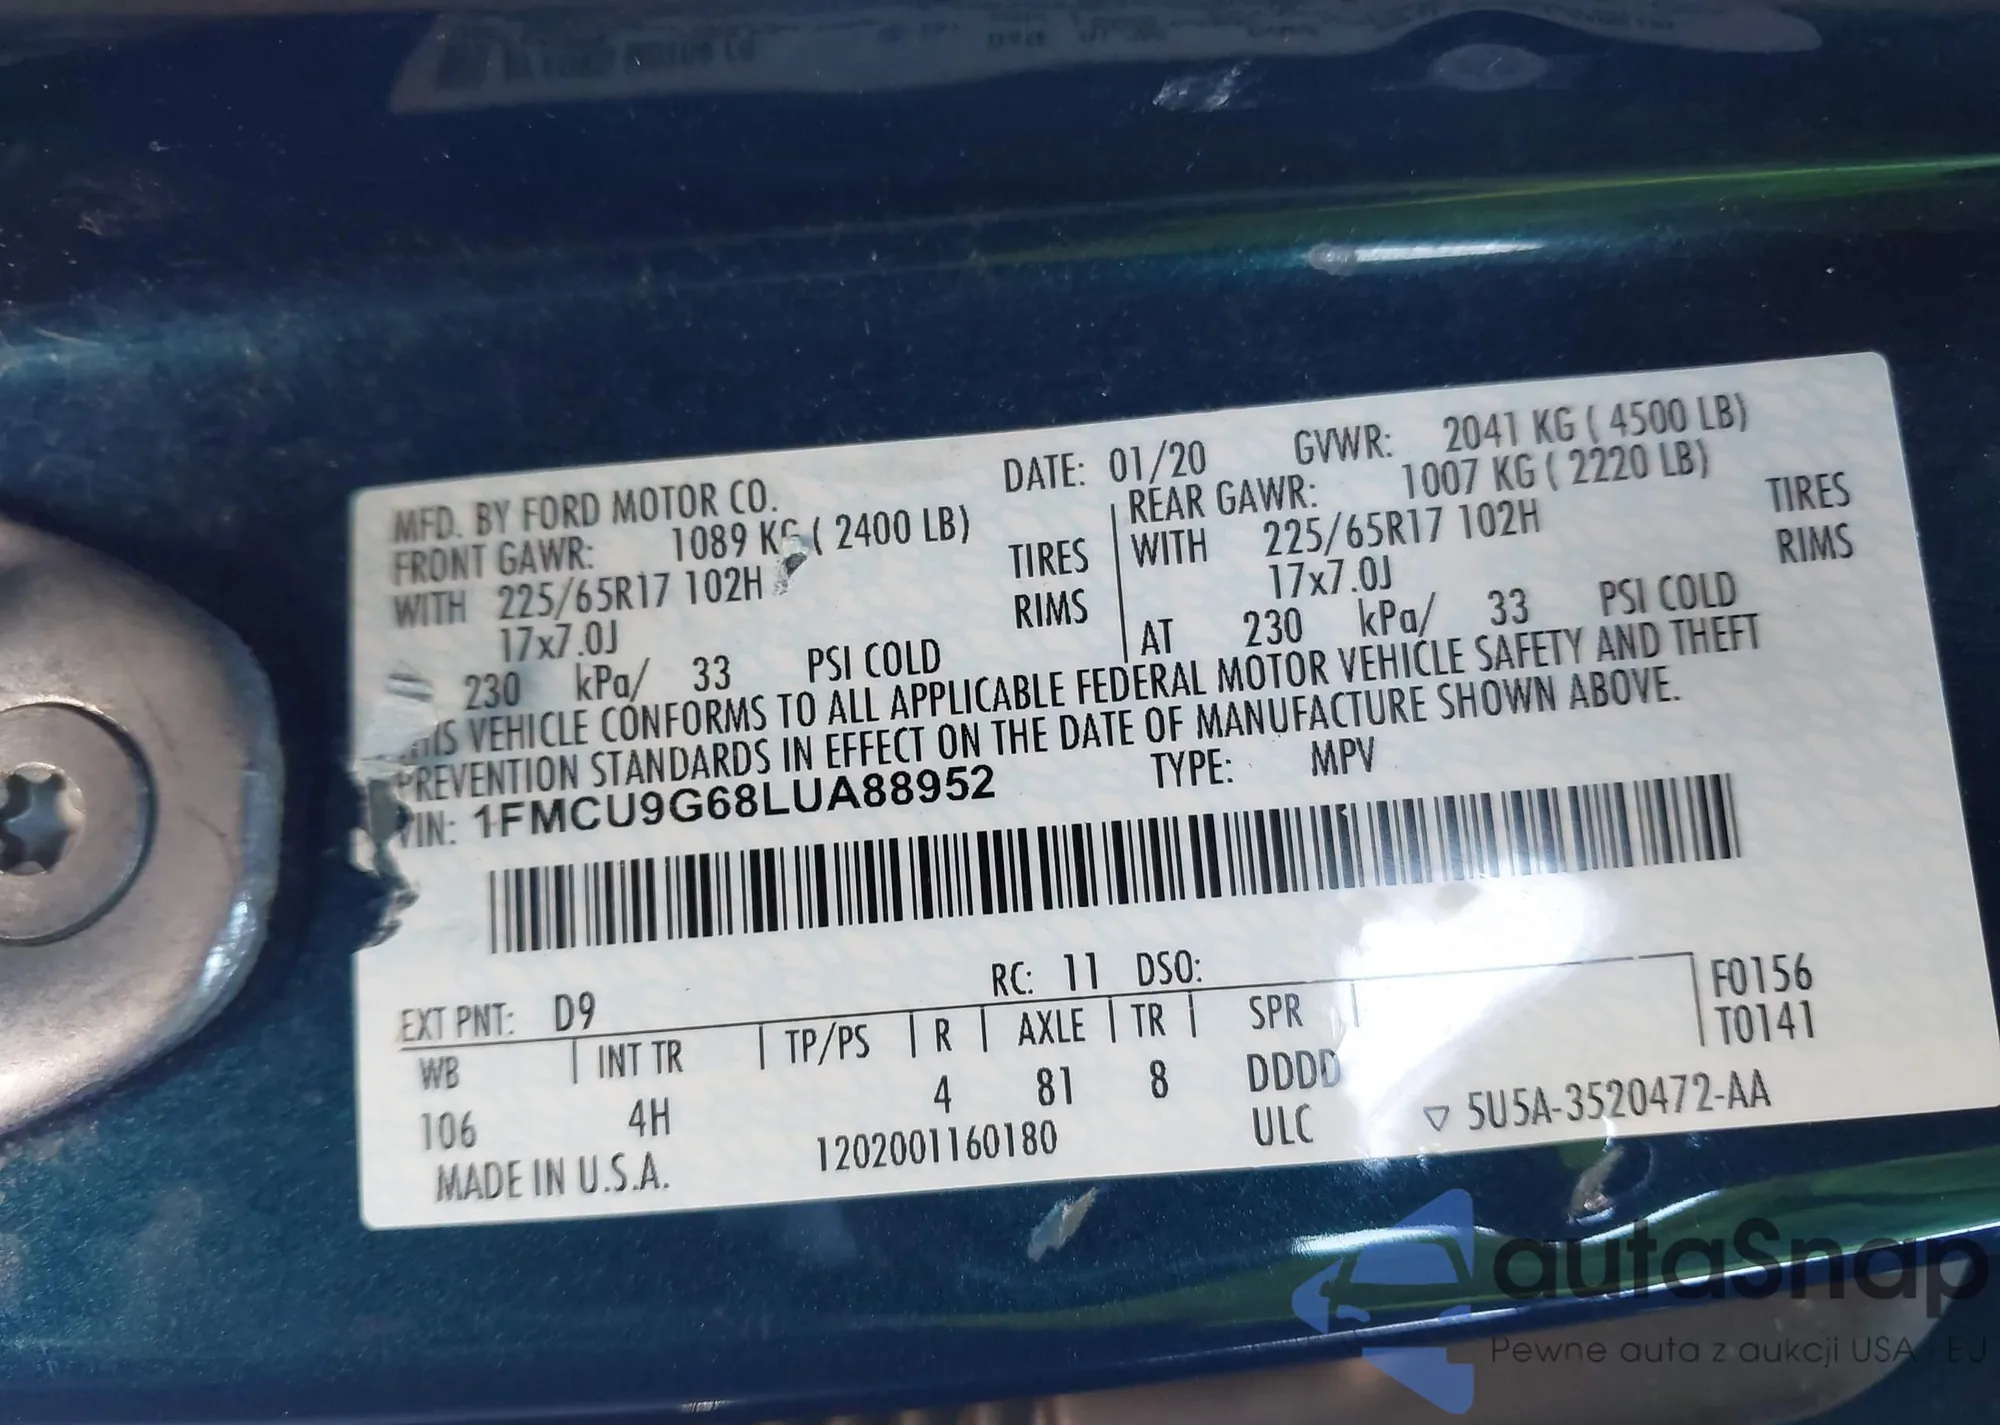 MFD. BY FORD MOTOR CO. DATE: 01/20 GVWR: 2041 KG ( 4500 LB)
FRONT GAWR: 1089 KG ( 2400 LB) REAR GAWR: 1007 KG ( 2220 LB)
WITH 225/65R17 102H TIRES WITH 225/65R17 102H TIRES
17x7.0J RIMS 17x7.0J RIMS
230 kPa/ 33 PSI COLD AT 230 kPa/ 33 PSI COLD
THIS VEHICLE CONFORMS TO ALL APPLICABLE FEDERAL MOTOR VEHICLE SAFETY AND THEFT
PREVENTION STANDARDS IN EFFECT ON THE DATE OF MANUFACTURE SHOWN ABOVE.
VIN: 1FMCU9G68LUA88952 TYPE: MPV
EXT PNT: D9 RC: 11 DSO: F0156
WB INT TR TP/PS R AXLE TR SPR T0141
106 4H 4 81 8 DDDD
MADE IN U.S.A. 1202001160180 ULC 5U5A-3520472-AA
autaSnap
Pewne auta z aukcji USA EU